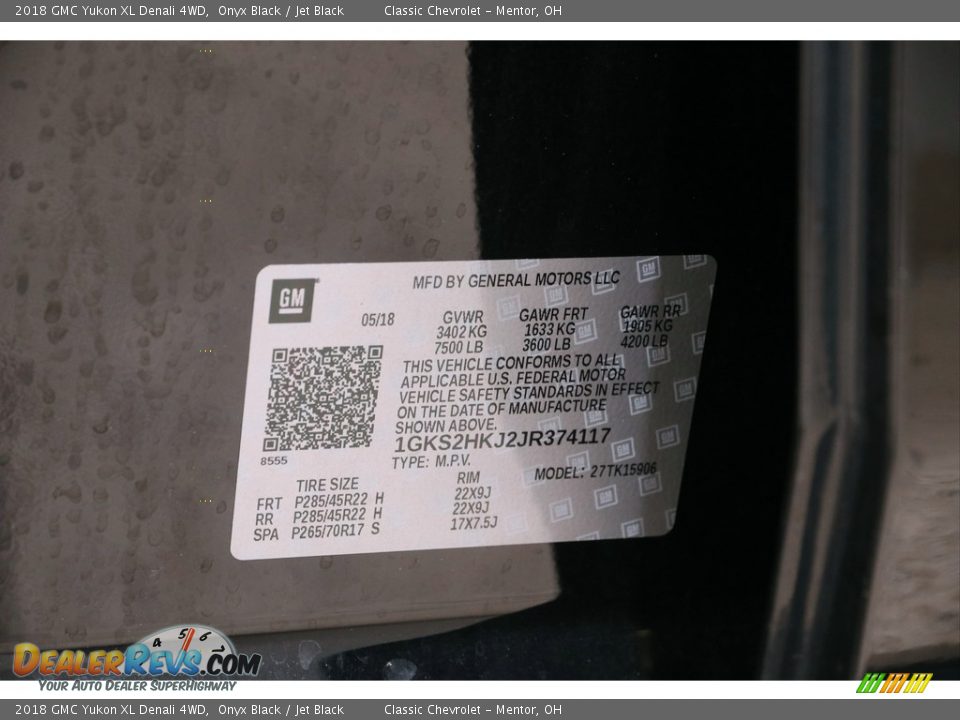 2018 GMC Yukon XL Denali 4WD, Onyx Black / Jet Black Classic Chevrolet - Mentor, OH
GM
MFD BY GENERAL MOTORS LLC
05/18 GVWR GAWR FRT GAWR RR
3402 KG 1633 KG 1905 KG
7500 LB 3600 LB 4200 LB
THIS VEHICLE CONFORMS TO ALL
APPLICABLE U.S. FEDERAL MOTOR
VEHICLE SAFETY STANDARDS IN EFFECT
ON THE DATE OF MANUFACTURE
SHOWN ABOVE.
1GKS2HKJ2JR374117
8555
TYPE: M.P.V. MODEL: 27TK15906
TIRE SIZE RIM
FRT P285/45R22 H 22X9J
RR P285/45R22 H 22X9J
SPA P265/70R17 S 17X7.5J
4 5 6
DEALERREVS.COM
YOUR AUTO DEALER SUPERHIGHWAY
2018 GMC Yukon XL Denali 4WD, Onyx Black / Jet Black Classic Chevrolet - Mentor, OH